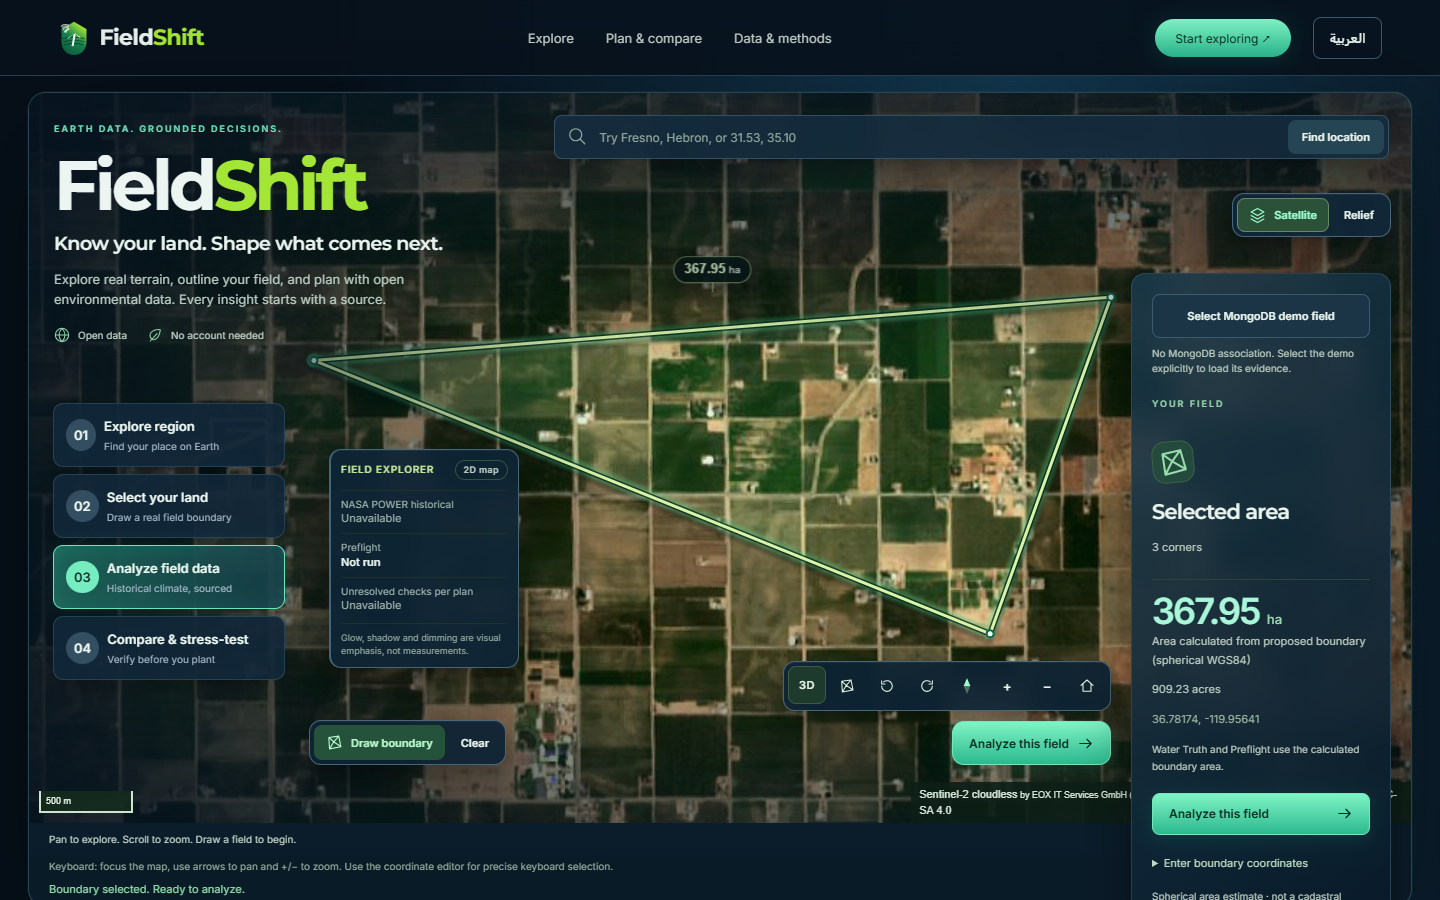 FieldShift
Explore
Plan & compare
Data & methods
Start exploring ↗
العربية
EARTH DATA. GROUNDED DECISIONS.
FieldShift
Know your land. Shape what comes next.
Explore real terrain, outline your field, and plan with open
environmental data. Every insight starts with a source.
Open data
No account needed
Try Fresno, Hebron, or 31.53, 35.10
Find location
Satellite
Relief
367.95 ha
01
Explore region
Find your place on Earth
02
Select your land
Draw a real field boundary
03
Analyze field data
Historical climate, sourced
04
Compare & stress-test
Verify before you plant
FIELD EXPLORER
2D map
NASA POWER historical
Unavailable
Preflight
Not run
Unresolved checks per plan
Unavailable
Glow, shadow and dimming are visual
emphasis, not measurements.
Draw boundary
Clear
3D
+
−
Analyze this field →
500 m
Sentinel-2 cloudless by EOX IT Services GmbH
SA 4.0
Select MongoDB demo field
No MongoDB association. Select the demo
explicitly to load its evidence.
YOUR FIELD
Selected area
3 corners
367.95 ha
Area calculated from proposed boundary
(spherical WGS84)
909.23 acres
36.78174, -119.95641
Water Truth and Preflight use the calculated
boundary area.
Analyze this field →
▶ Enter boundary coordinates
Spherical area estimate · not a cadastral
Pan to explore. Scroll to zoom. Draw a field to begin.
Keyboard: focus the map, use arrows to pan and +/− to zoom. Use the coordinate editor for precise keyboard selection.
Boundary selected. Ready to analyze.